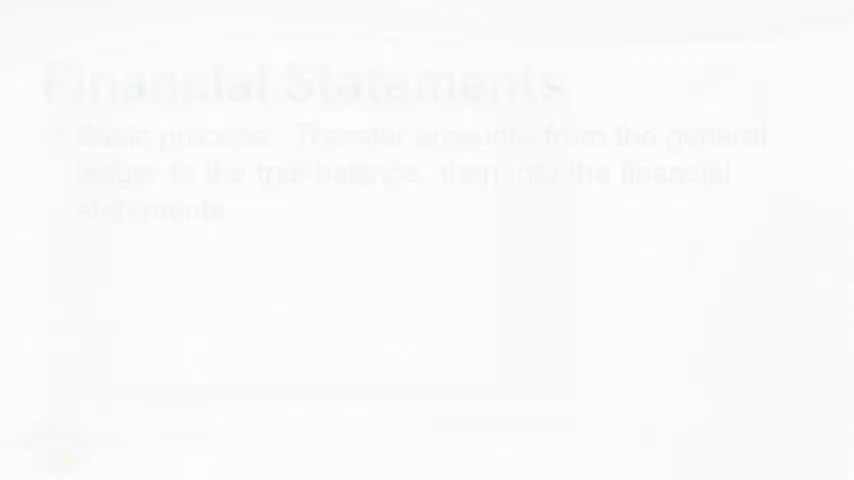 Financial Statements
• Basic process: Transfer amounts from the general
ledger to the trial balance, then into the financial
statements